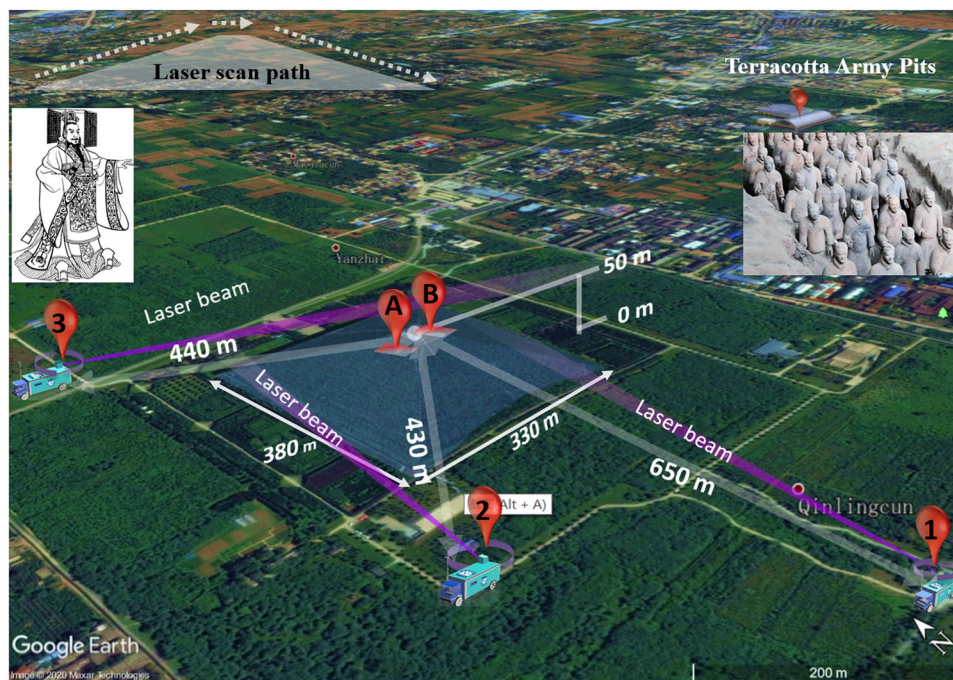 Laser scan path
Terracotta Army Pits
Yanzhai
50 m
0 m
A
B
3
Laser beam
440 m
Laser beam
380 m
430 m
330 m
Laser beam
650 m
Qinlingcun
2
Alt + A)
1
N
Google Earth
Image © 2020 Maxar Technologies
200 m